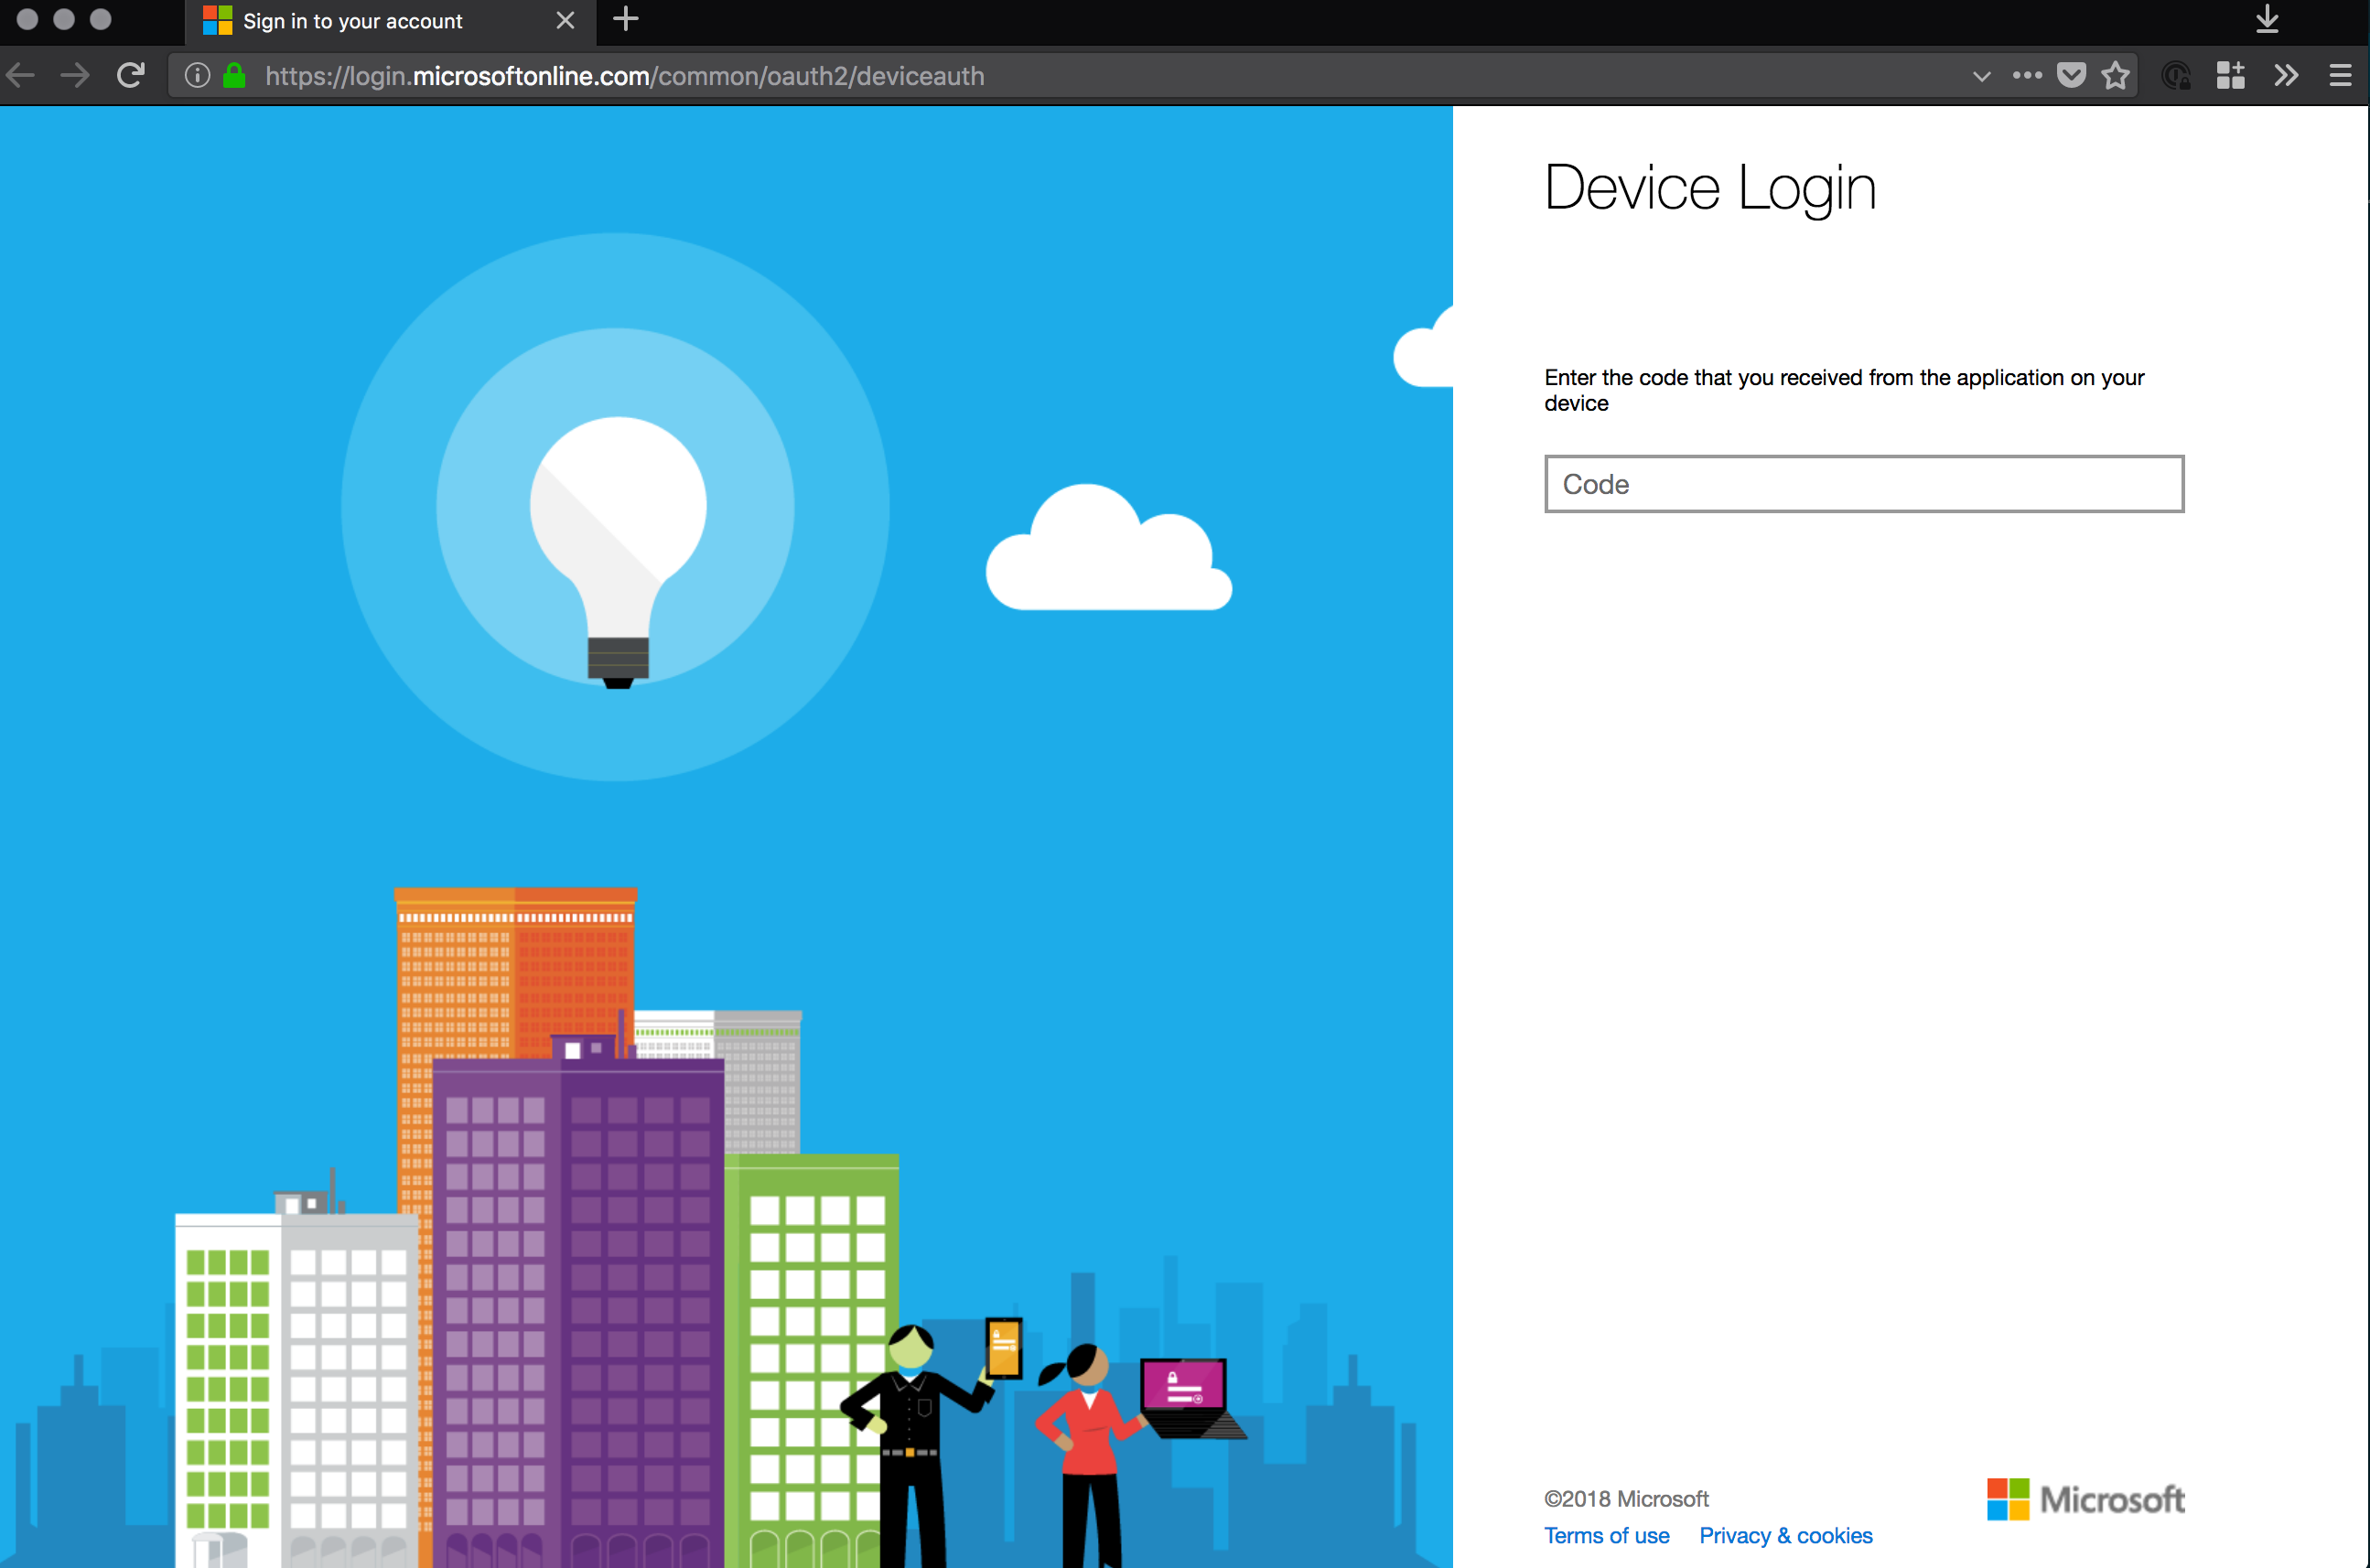 Sign in to your account
https://login.microsoftonline.com/common/oauth2/deviceauth
Device Login
Enter the code that you received from the application on your
device
Code
©2018 Microsoft
Terms of use Privacy & cookies
Microsoft